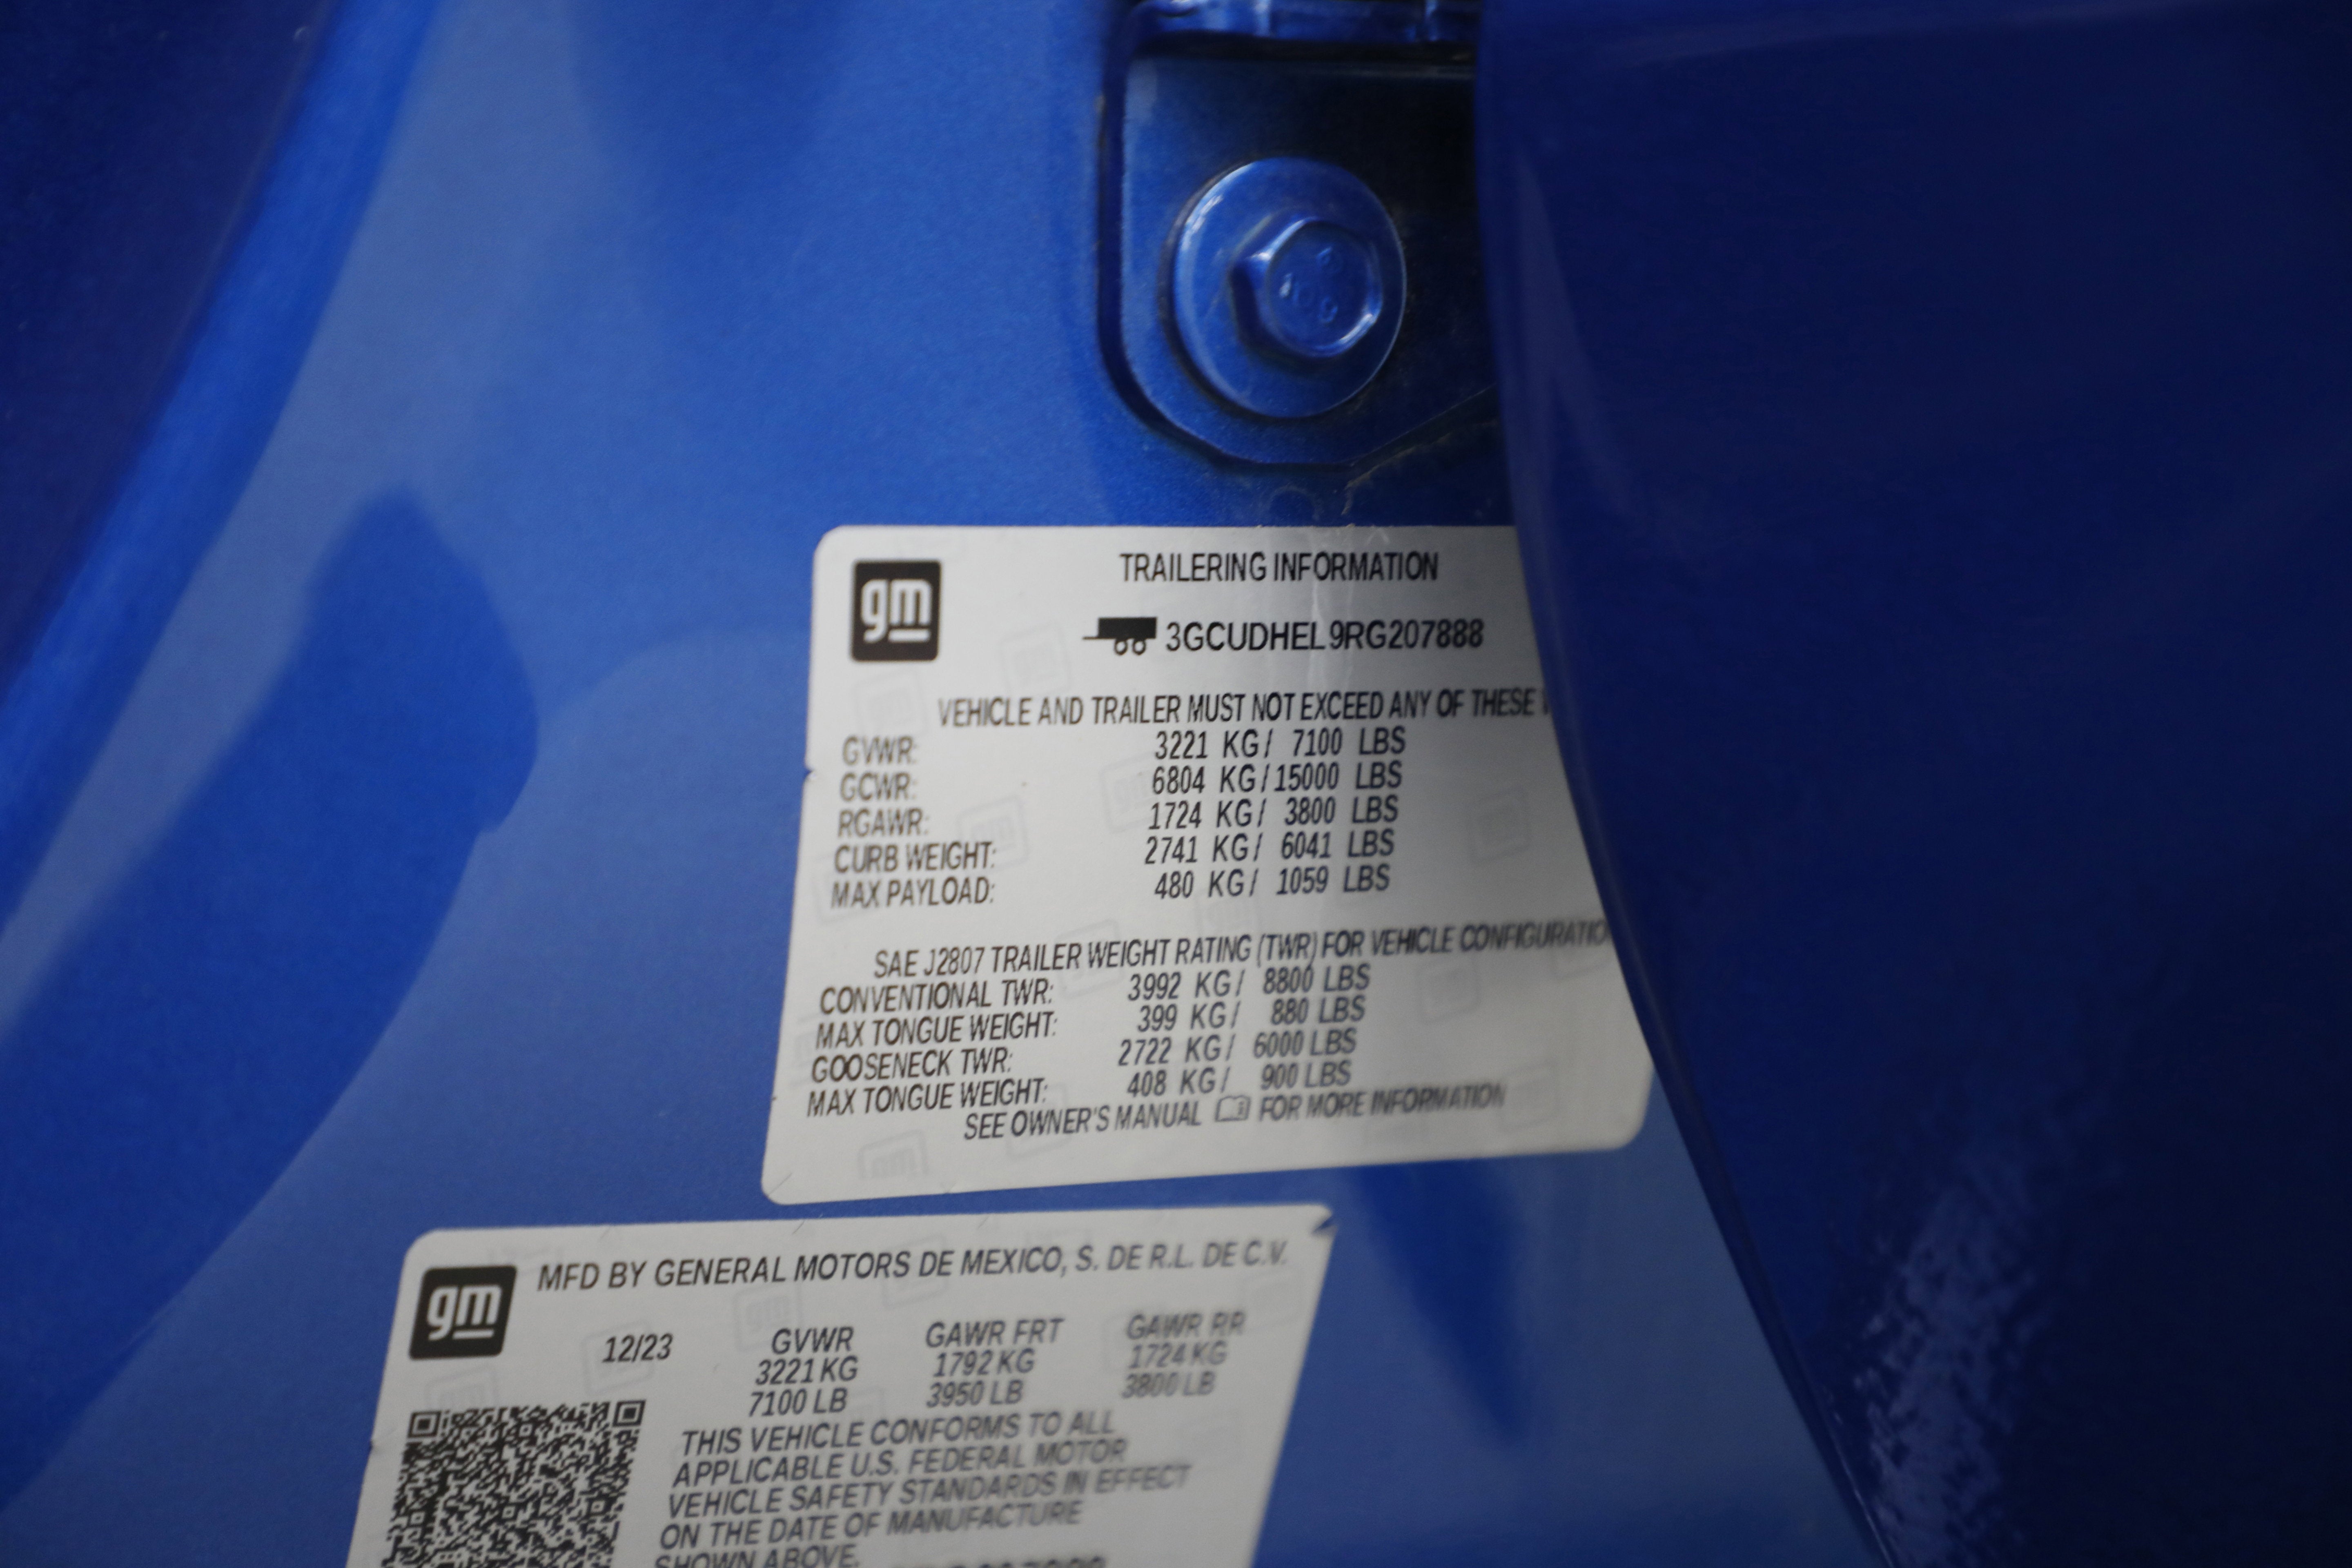 gm
TRAILERING INFORMATION
3GCUDHEL9RG207888
VEHICLE AND TRAILER MUST NOT EXCEED ANY OF THESE
GVWR: 3221 KG/ 7100 LBS
GCWR: 6804 KG/15000 LBS
RGAWR: 1724 KG/ 3800 LBS
CURB WEIGHT: 2741 KG/ 6041 LBS
MAX PAYLOAD: 480 KG/ 1059 LBS
SAE J2807 TRAILER WEIGHT RATING (TWR) FOR VEHICLE CONFIGURATIO
CONVENTIONAL TWR: 3992 KG/ 8800 LBS
MAX TONGUE WEIGHT: 399 KG/ 880 LBS
GOOSENECK TWR: 2722 KG/ 6000 LBS
MAX TONGUE WEIGHT: 408 KG/ 900 LBS
SEE OWNER'S MANUAL FOR MORE INFORMATION
gm
MFD BY GENERAL MOTORS DE MEXICO, S. DE R.L. DE C.V.
12/23 GVWR GAWR FRT GAWR RR
3221 KG 1792 KG 1724 KG
7100 LB 3950 LB 3800 LB
THIS VEHICLE CONFORMS TO ALL
APPLICABLE U.S. FEDERAL MOTOR
VEHICLE SAFETY STANDARDS IN EFFECT
ON THE DATE OF MANUFACTURE
SHOWN ABOVE.